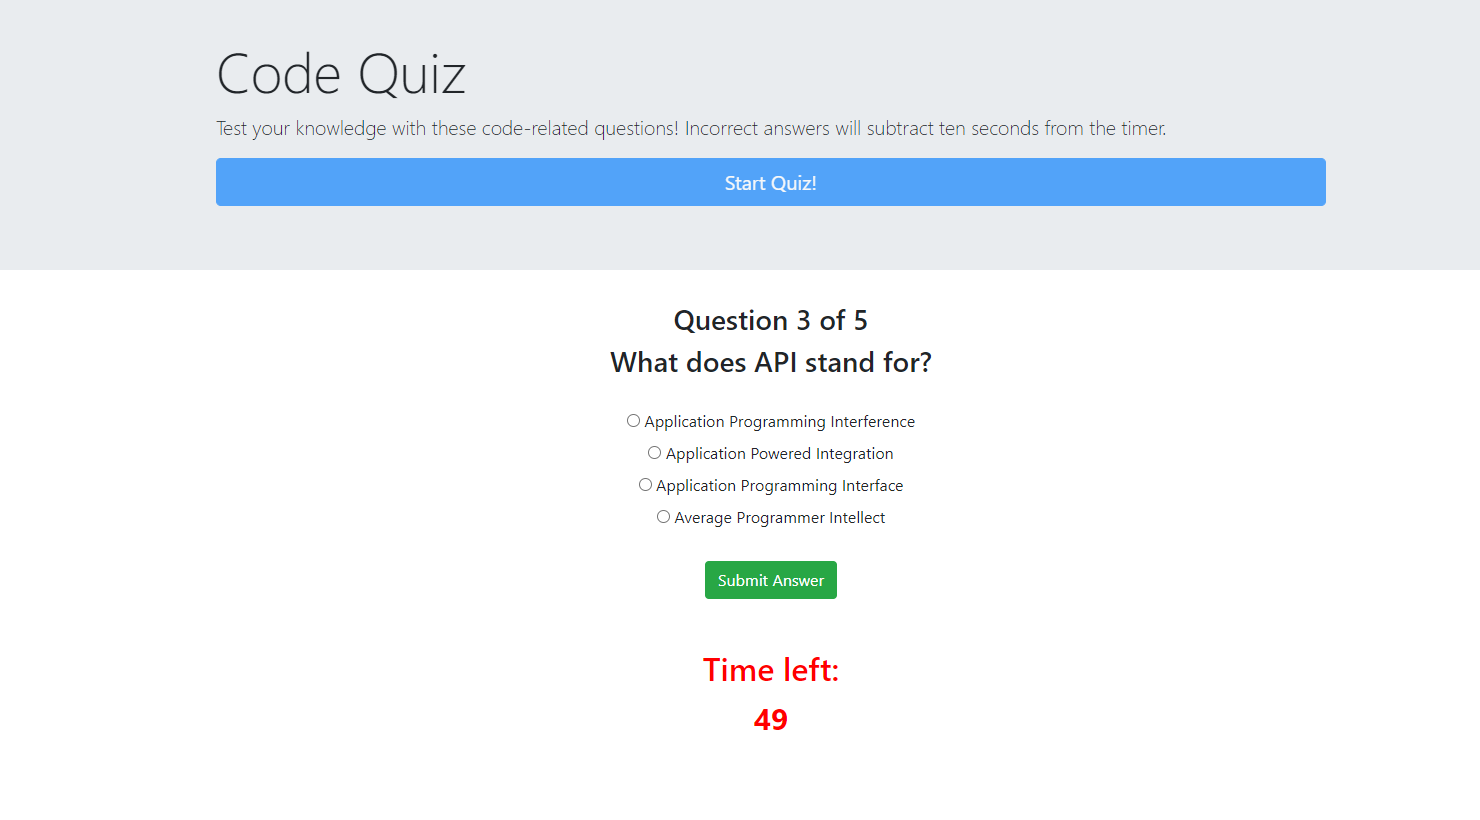 Code Quiz
Test your knowledge with these code-related questions! Incorrect answers will subtract ten seconds from the timer.
Start Quiz!
Question 3 of 5
What does API stand for?
Application Programming Interference
Application Powered Integration
Application Programming Interface
Average Programmer Intellect
Submit Answer
Time left:
49